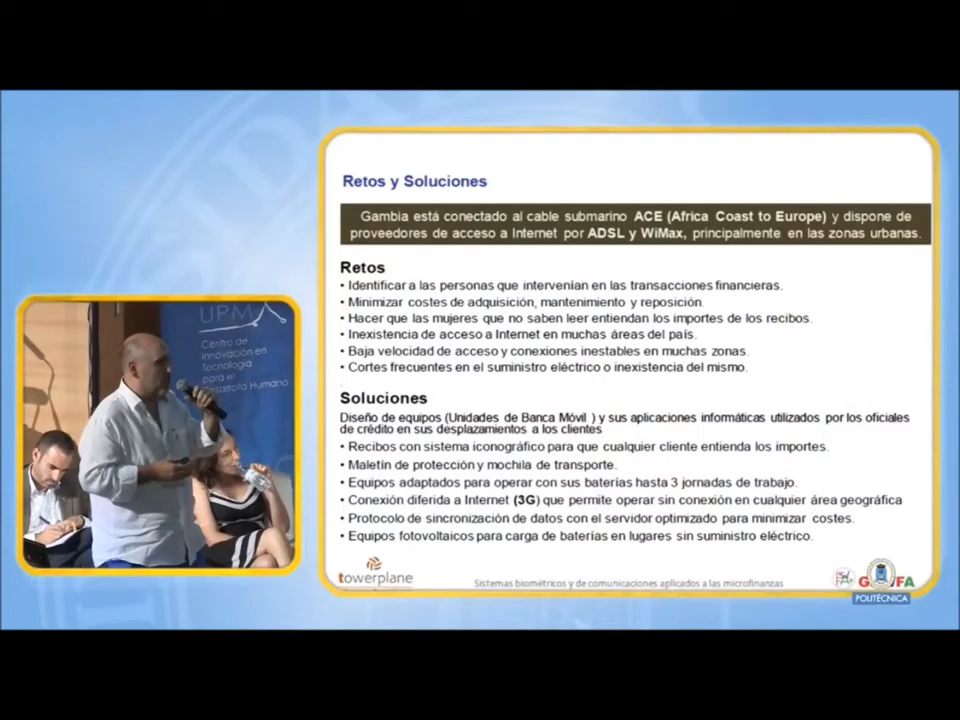 Retos y Soluciones
Gambia está conectado al cable submarino ACE (Africa Coast to Europe) y dispone de
proveedores de acceso a Internet por ADSL y WiMax, principalmente en las zonas urbanas.
Retos
• Identificar a las personas que intervenían en las transacciones financieras.
• Minimizar costes de adquisición, mantenimiento y reposición.
• Hacer que las mujeres que no saben leer entiendan los importes de los recibos.
• Inexistencia de acceso a Internet en muchas áreas del país.
• Baja velocidad de acceso y conexiones inestables en muchas zonas.
• Cortes frecuentes en el suministro eléctrico o inexistencia del mismo.
Soluciones
Diseño de equipos (Unidades de Banca Móvil ) y sus aplicaciones informáticas utilizados por los oficiales
de crédito en sus desplazamientos a los clientes
• Recibos con sistema iconográfico para que cualquier cliente entienda los importes.
• Maletín de protección y mochila de transporte.
• Equipos adaptados para operar con sus baterías hasta 3 jornadas de trabajo.
• Conexión diferida a Internet (3G) que permite operar sin conexión en cualquier área geográfica
• Protocolo de sincronización de datos con el servidor optimizado para minimizar costes.
• Equipos fotovoltaicos para carga de baterías en lugares sin suministro eléctrico.
towerplane
Sistemas biométricos y de comunicaciones aplicados a las microfinanzas
POLITÉCNICA
UPM
Centro de
Innovación en
Tecnología
para el
Desarrollo Humano